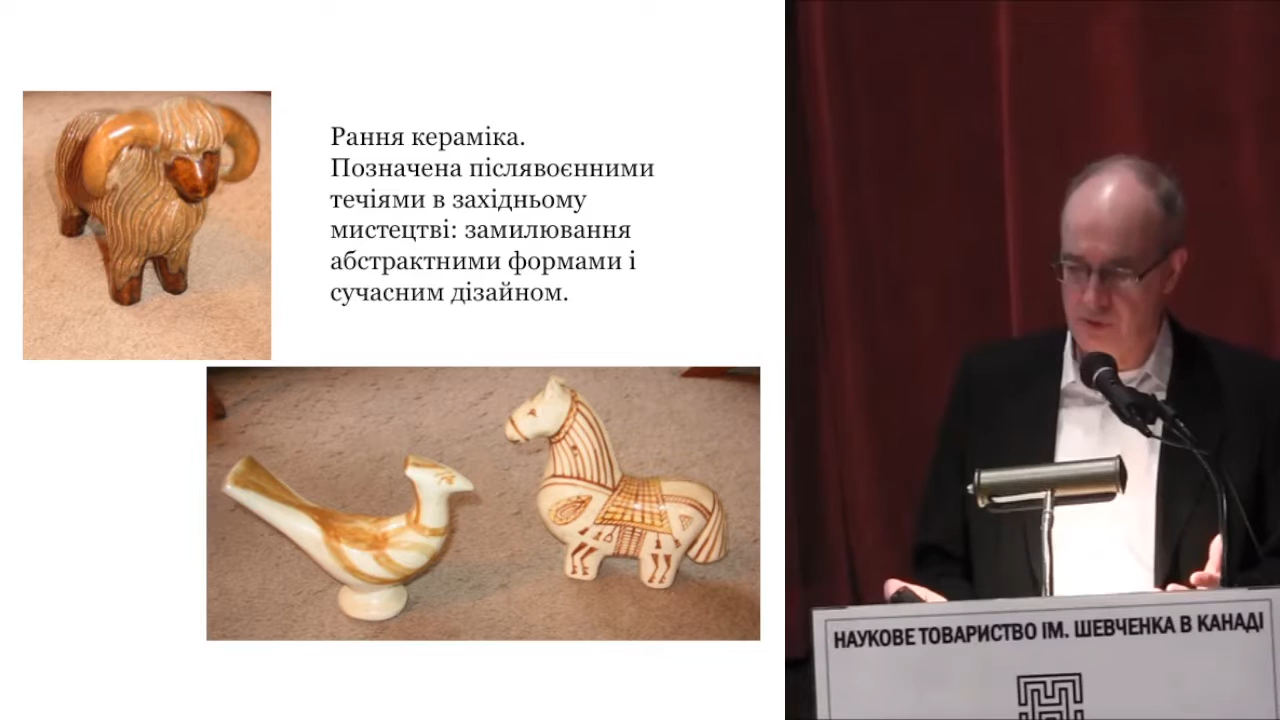 Рання кераміка.
Позначена післявоєнними
течіями в західньому
мистецтві: замилювання
абстрактними формами і
сучасним дізайном.
НАУКОВЕ ТОВАРИСТВО ІМ. ШЕВЧЕНКА В КАНАДІ